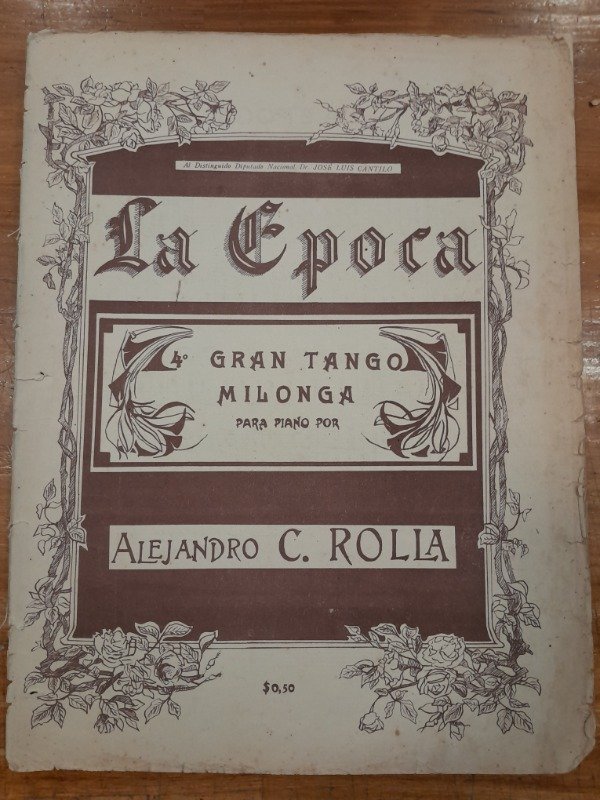 Al Distinguido Diputado Nacional Dr. JOSÉ LUIS CANTILO
La Epoca
4º GRAN TANGO
MILONGA
PARA PIANO POR
ALEJANDRO C. ROLLA
$0,50